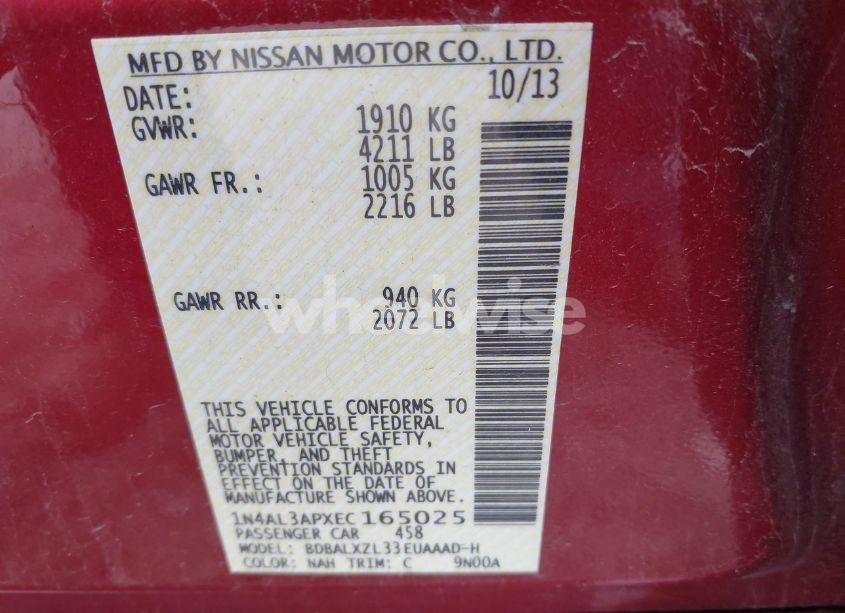 MFD BY NISSAN MOTOR CO., LTD.
DATE: 10/13
GVWR: 1910 KG
4211 LB
GAWR FR.: 1005 KG
2216 LB
GAWR RR.: 940 KG
2072 LB
wheelwise
THIS VEHICLE CONFORMS TO
ALL APPLICABLE FEDERAL
MOTOR VEHICLE SAFETY,
BUMPER, AND THEFT
PREVENTION STANDARDS IN
EFFECT ON THE DATE OF
MANUFACTURE SHOWN ABOVE.
1N4AL3APXEC165025
PASSENGER CAR 458
MODEL: BDBALXZL33EUAAAD-H
COLOR: NAH TRIM: C 9N00A